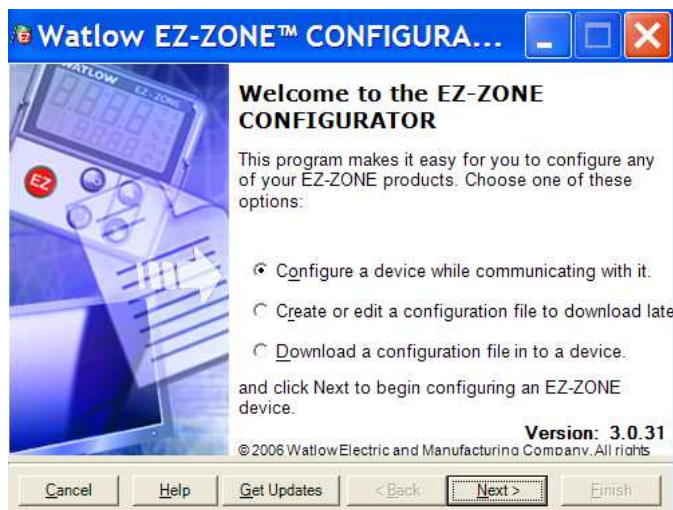 Watlow EZ-ZONE™ CONFIGURA...
WATLOW
EZ-ZONE
EZ
Welcome to the EZ-ZONE
CONFIGURATOR
This program makes it easy for you to configure any
of your EZ-ZONE products. Choose one of these
options:
Configure a device while communicating with it.
Create or edit a configuration file to download late
Download a configuration file in to a device.
and click Next to begin configuring an EZ-ZONE
device.
Version: 3.0.31
©2006 Watlow Electric and Manufacturing Company. All rights
Cancel Help Get Updates < Back Next > Finish